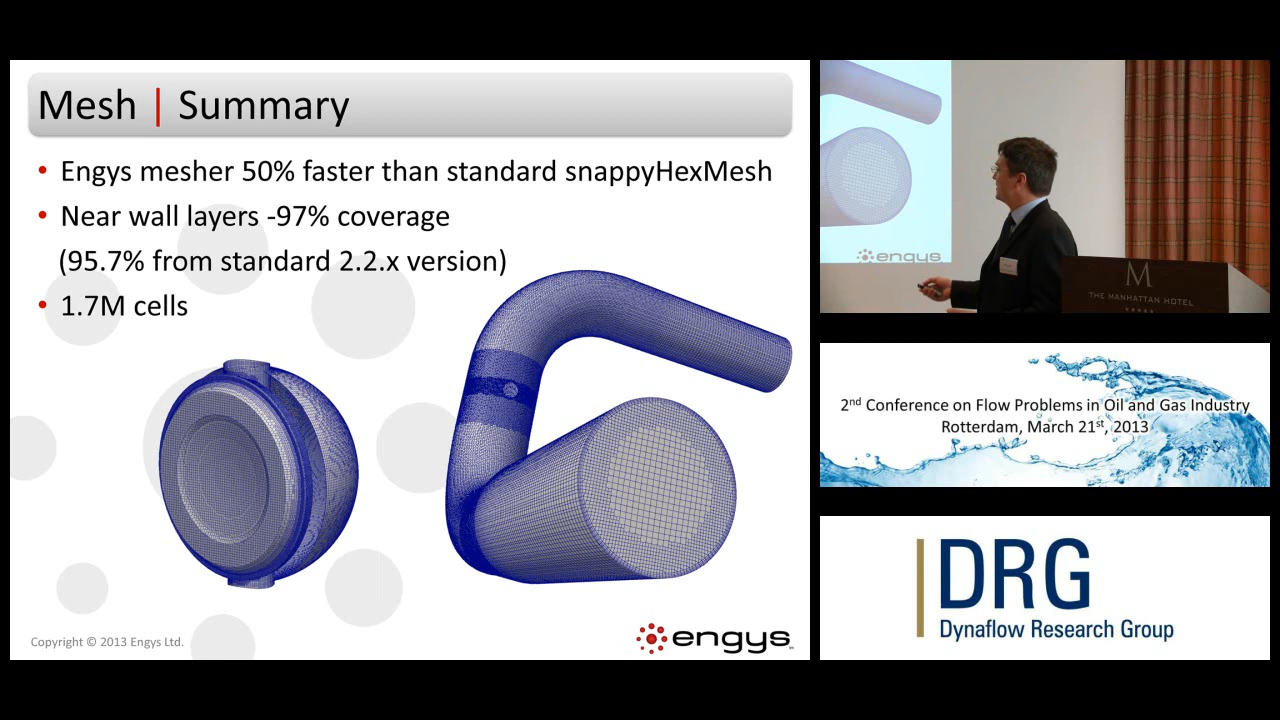 Mesh | Summary
• Engys mesher 50% faster than standard snappyHexMesh
• Near wall layers -97% coverage
(95.7% from standard 2.2.x version)
• 1.7M cells
Copyright © 2013 Engys Ltd.
engys
engys
M
THE MANHATTAN HOTEL
2nd Conference on Flow Problems in Oil and Gas Industry
Rotterdam, March 21st, 2013
DRG
Dynaflow Research Group